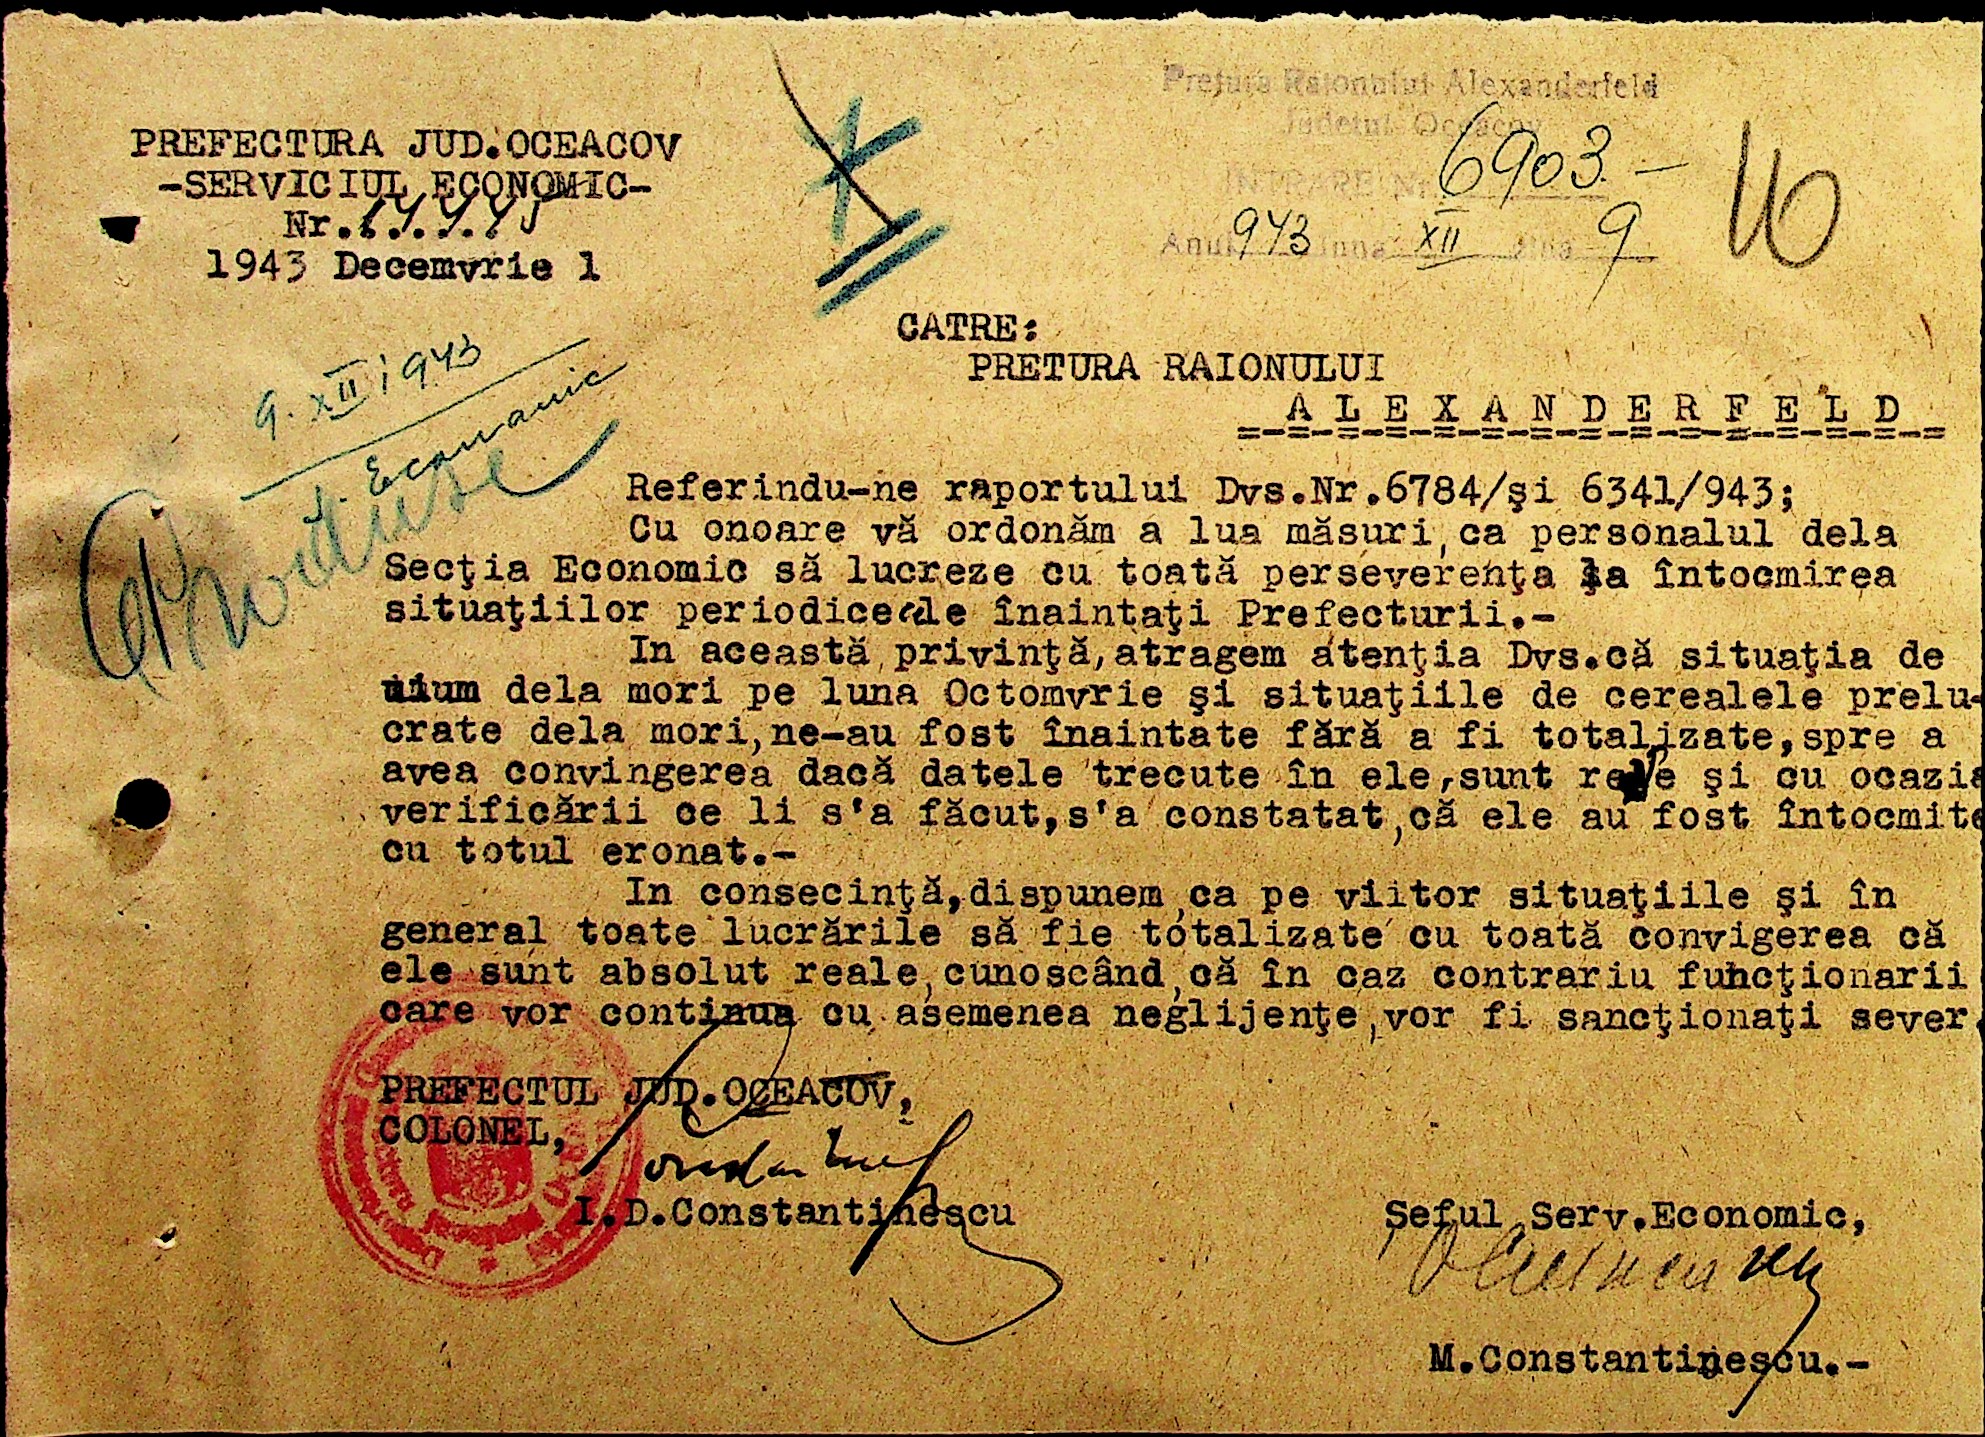 Pretura Raionului Alexanderfeld
Judetul Oceacov
INTRARE Nr. 6903.-
Anul 943 luna XII ziua 9
PREFECTURA JUD.OCEACOV
-SERVICIUL ECONOMIC-
Nr.
1943 Decemvrie 1
CATRE:
PRETURA RAIONULUI
ALEXANDERFELD
9.XII 1943
Economic
Referindu-ne raportului Dvs.Nr.6784/şi 6341/943;
Cu onoare vă ordonăm a lua măsuri,ca personalul dela
Secţia Economic să lucreze cu toată perseverenţa la întocmirea
situaţiilor periodice ale înaintaţi Prefecturii.-
In această privinţă,atragem atenţia Dvs.că situaţia de
uium dela mori pe luna Octomvrie şi situaţiile de cerealele prelu-
crate dela mori,ne-au fost înaintate fără a fi totalizate,spre a
avea convingerea dacă datele trecute în ele,sunt şi cu ocazia
verificării ce li s'a făcut,s'a constatat,că ele au fost întocmite
cu totul eronat.-
In consecinţă,dispunem,ca pe viitor situaţiile şi în
general toate lucrările să fie totalizate cu toată convigerea că
ele sunt absolut reale,cunoscând,că în caz contrariu funcţionarii
care vor continua cu asemenea neglijenţe,vor fi sancţionaţi sever.
PREFECTUL JUD.OCEACOV,
COLONEL,
I.D.Constantinescu
Şeful Serv.Economic,
M.Constantinescu.-